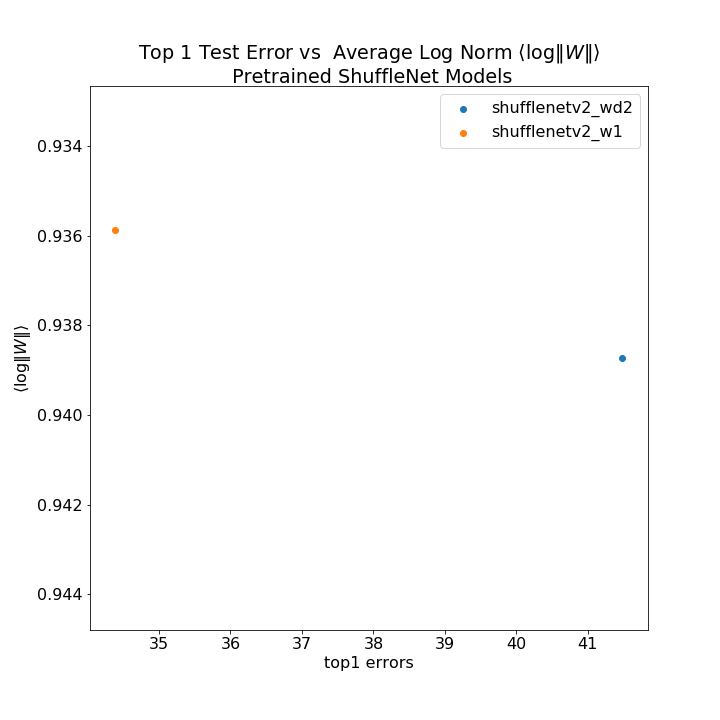 Top 1 Test Error vs  Average Log Norm ⟨log‖W‖⟩
Pretrained ShuffleNet Models
shufflenetv2_wd2
shufflenetv2_w1
0.934
0.936
0.938
0.940
0.942
0.944
⟨log‖W‖⟩
35 36 37 38 39 40 41
top1 errors